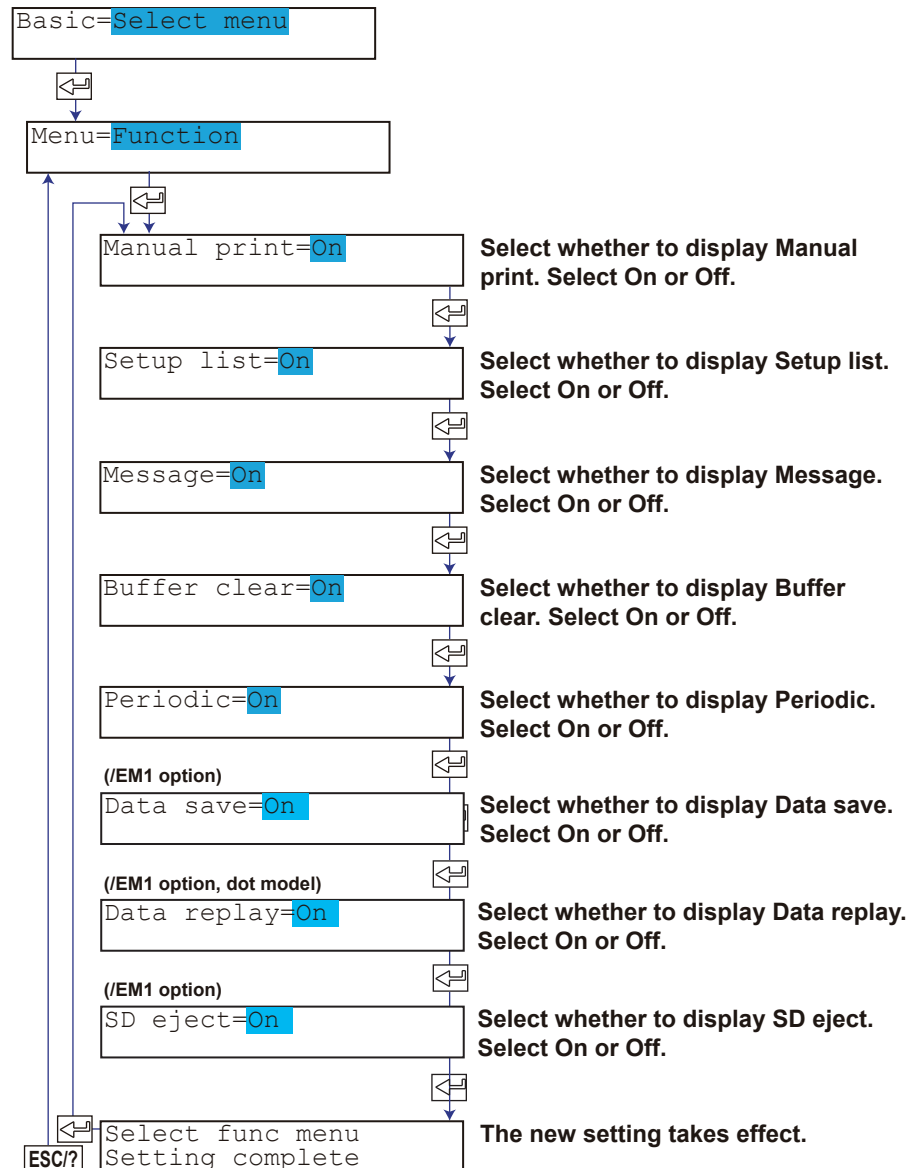 Basic=Select menu
Menu=Function
Manual print=On
Select whether to display Manual
print. Select On or Off.
Setup list=On
Select whether to display Setup list.
Select On or Off.
Message=On
Select whether to display Message.
Select On or Off.
Buffer clear=On
Select whether to display Buffer
clear. Select On or Off.
Periodic=On
Select whether to display Periodic.
Select On or Off.
(/EM1 option)
Data save=On
Select whether to display Data save.
Select On or Off.
(/EM1 option, dot model)
Data replay=On
Select whether to display Data replay.
Select On or Off.
(/EM1 option)
SD eject=On
Select whether to display SD eject.
Select On or Off.
Select func menu
Setting complete
The new setting takes effect.
ESC/?